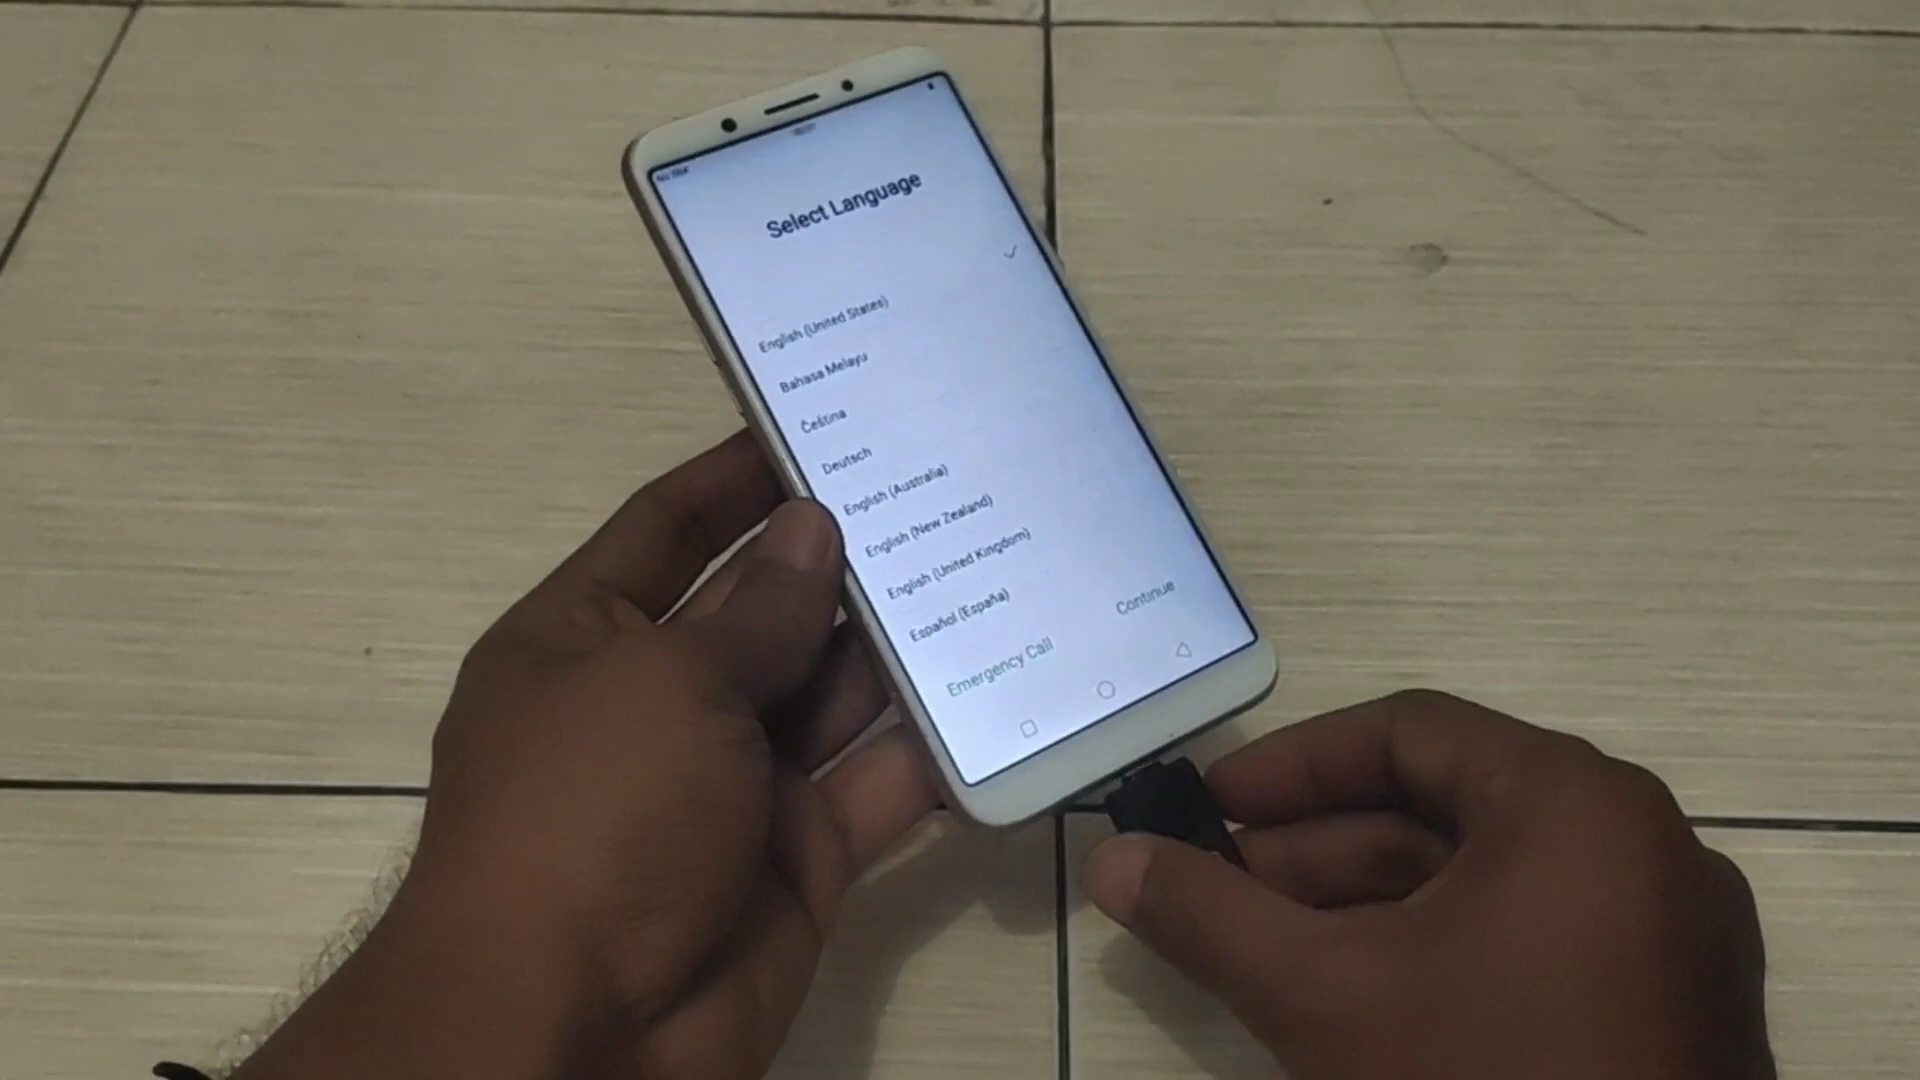 Select Language
English (United States)
Bahasa Melayu
Čeština
Deutsch
English (Australia)
English (New Zealand)
English (United Kingdom)
Español (España)
Emergency Call
Continue